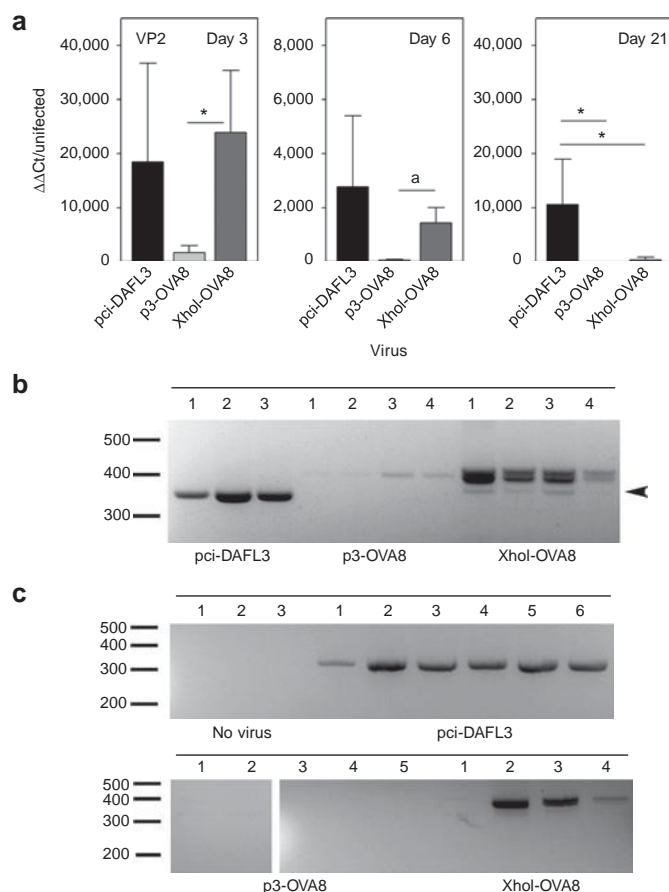 a
VP2 Day 3
40,000
30,000
20,000
10,000
0
*
ΔΔCt/unifected
pci-DAFL3
p3-OVA8
XhoI-OVA8
Day 6
8,000
6,000
4,000
2,000
0
a
pci-DAFL3
p3-OVA8
XhoI-OVA8
Day 21
40,000
30,000
20,000
10,000
0
*
*
pci-DAFL3
p3-OVA8
XhoI-OVA8
Virus
b
1 2 3 1 2 3 4 1 2 3 4
500
400
300
pci-DAFL3 p3-OVA8 XhoI-OVA8
c
1 2 3 1 2 3 4 5 6
500
400
300
200
No virus pci-DAFL3
1 2 3 4 5 1 2 3 4
500
400
300
200
p3-OVA8 XhoI-OVA8